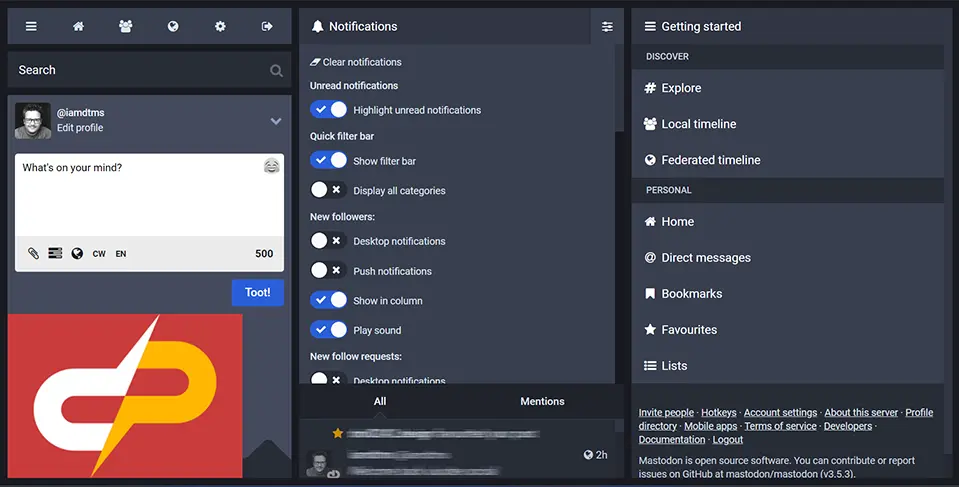 Search
@iamdtms
Edit profile
What's on your mind?
CW EN 500
Toot!
Notifications
Clear notifications
Unread notifications
Highlight unread notifications
Quick filter bar
Show filter bar
Display all categories
New followers:
Desktop notifications
Push notifications
Show in column
Play sound
New follow requests:
Desktop notifications
All Mentions
2h
Getting started
DISCOVER
Explore
Local timeline
Federated timeline
PERSONAL
Home
Direct messages
Bookmarks
Favourites
Lists
Invite people · Hotkeys · Account settings · About this server · Profile
directory · Mobile apps · Terms of service · Developers ·
Documentation · Logout
Mastodon is open source software. You can contribute or report
issues on GitHub at mastodon/mastodon (v3.5.3).